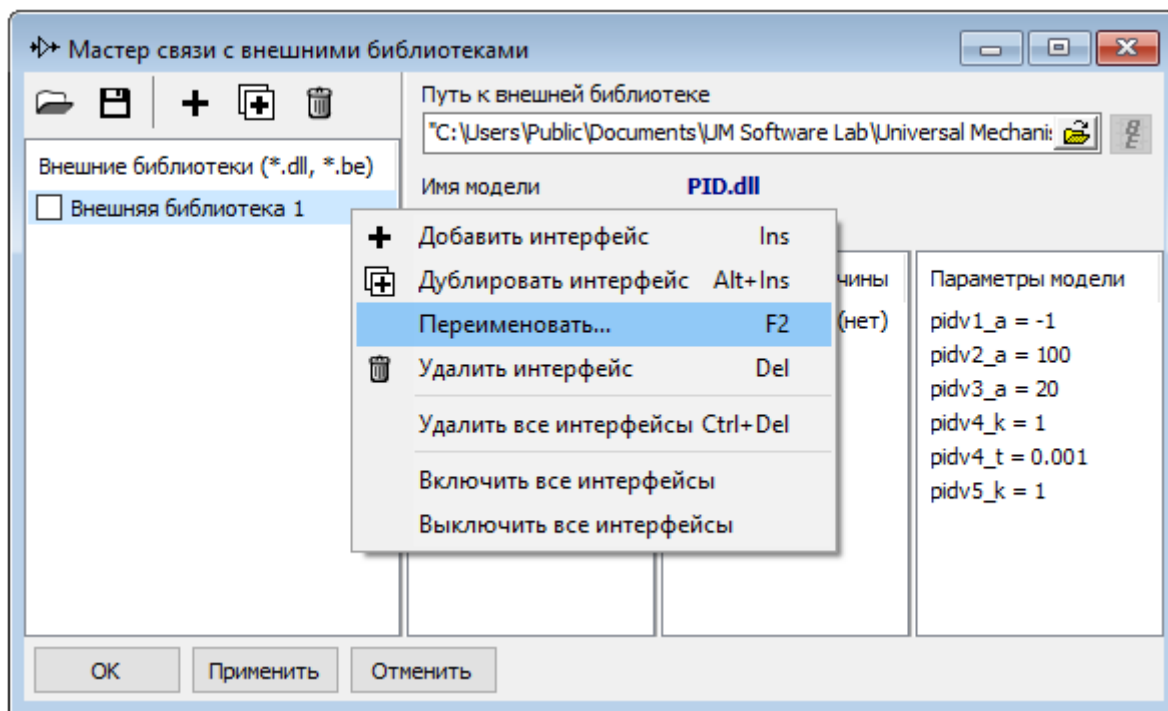 Мастер связи с внешними библиотеками
Путь к внешней библиотеке
"C:\Users\Public\Documents\UM Software Lab\Universal
Внешние библиотеки (*.dll, *.be)
Имя модели PID.dll
Внешняя библиотека 1
Добавить интерфейс Ins
Дублировать интерфейс Alt+Ins
Переименовать... F2
Удалить интерфейс Del
Удалить все интерфейсы Ctrl+Del
Включить все интерфейсы
Выключить все интерфейсы
(нет)
Параметры модели
pidv1_a = -1
pidv2_a = 100
pidv3_a = 20
pidv4_k = 1
pidv4_t = 0.001
pidv5_k = 1
OK Применить Отменить